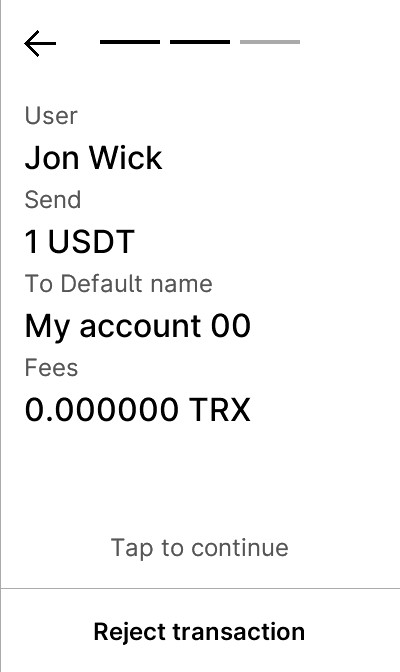 User
Jon Wick
Send
1 USDT
To Default name
My account 00
Fees
0.000000 TRX
Tap to continue
Reject transaction